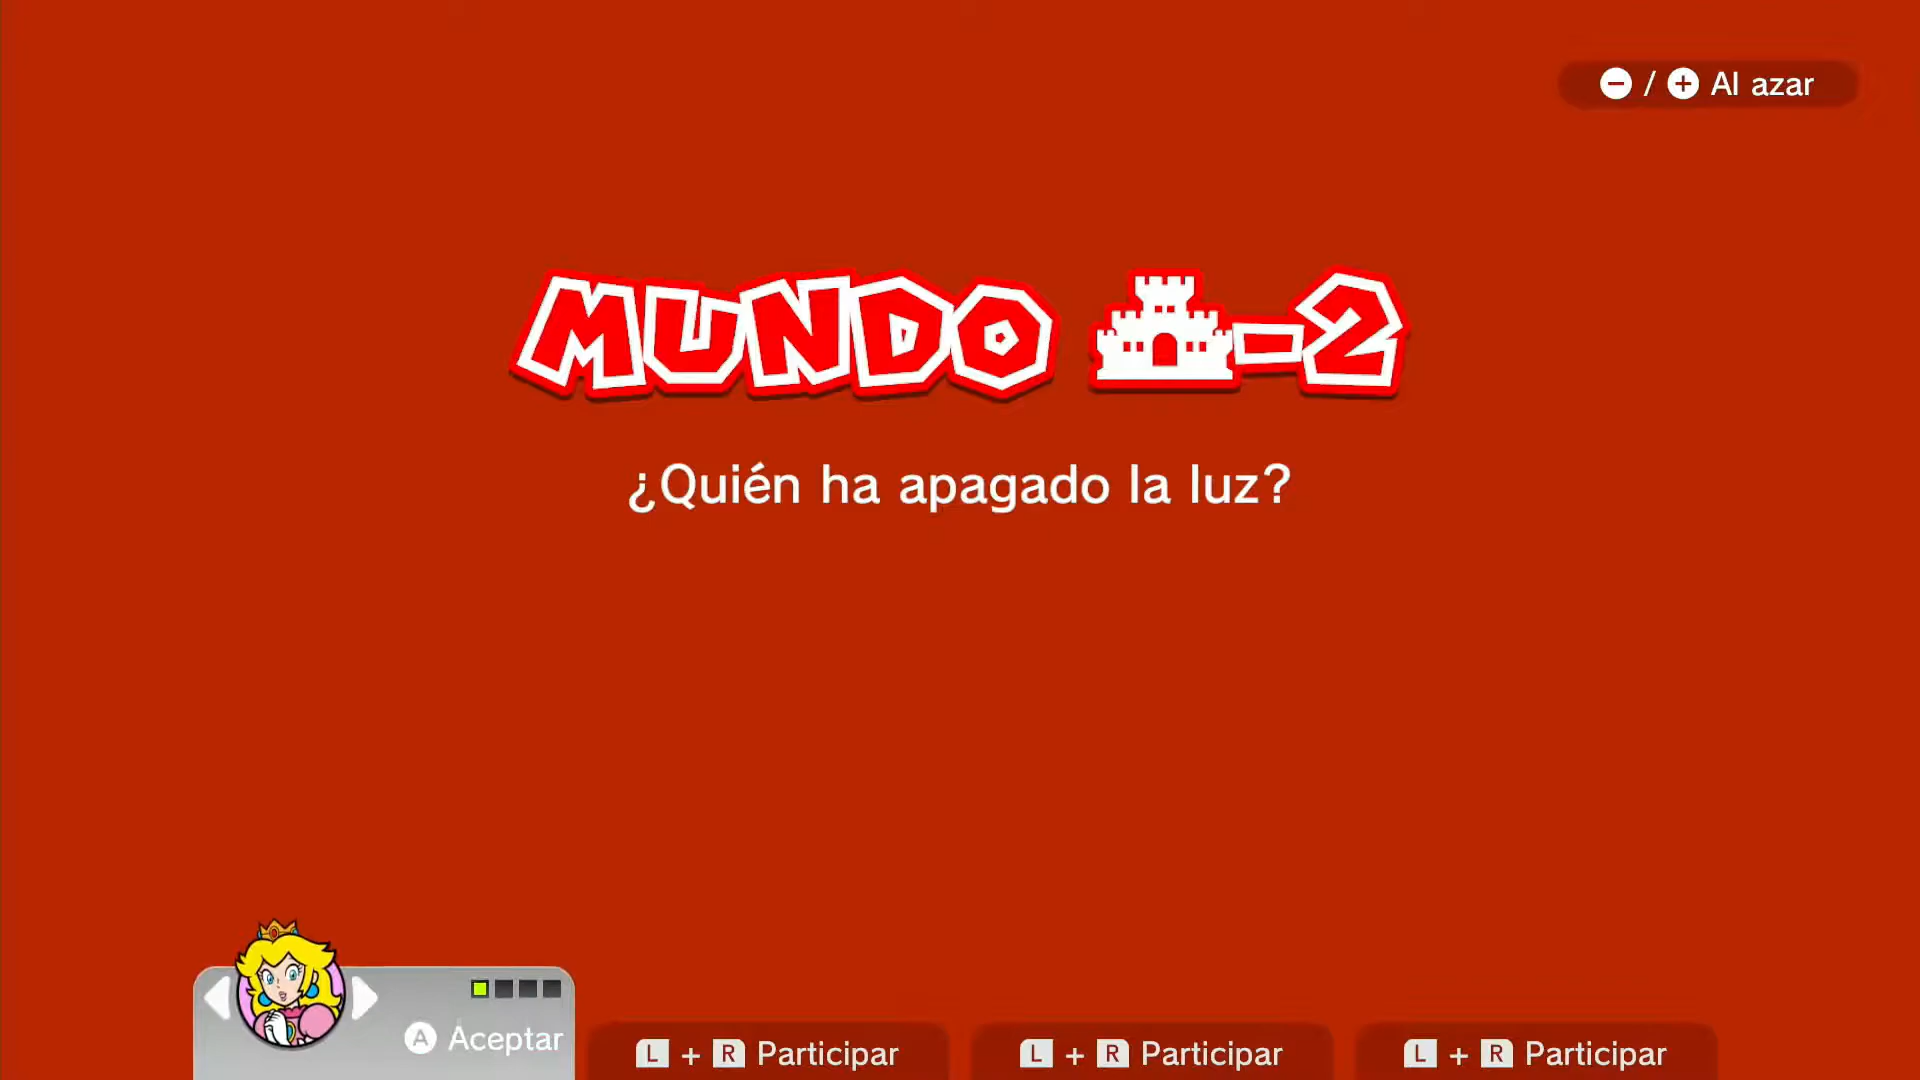 - / + Al azar
MUNDO -2
¿Quién ha apagado la luz?
A Aceptar
L + R Participar
L + R Participar
L + R Participar